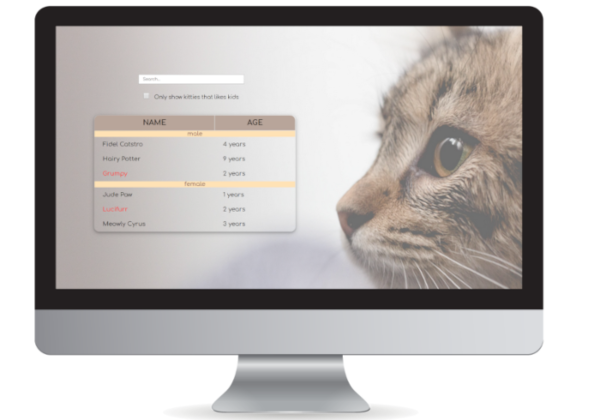 Search...
Only show kitties that likes kids
NAME AGE
male
Fidel Catstro 4 years
Hairy Potter 9 years
Grumpy 2 years
female
Jude Paw 1 years
Lucifurr 2 years
Meowly Cyrus 3 years